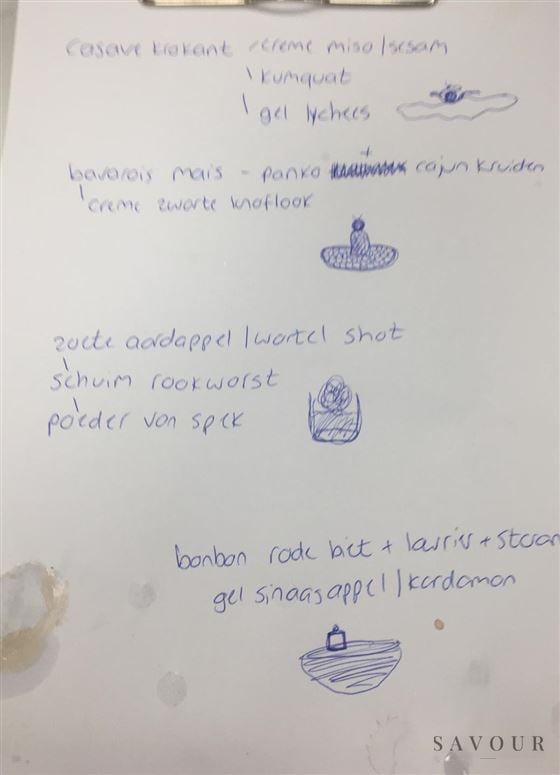 casave krokant creme miso/sesam
kumquat
gel lychees
bavarois mais - panko + cajun kruiden
creme zwarte knoflook
zoete aardappel/wortel shot
schuim rookworst
poeder van spek
bonbon rode biet + laurier +
gel sinaasappel/kardamon
SAVOUR